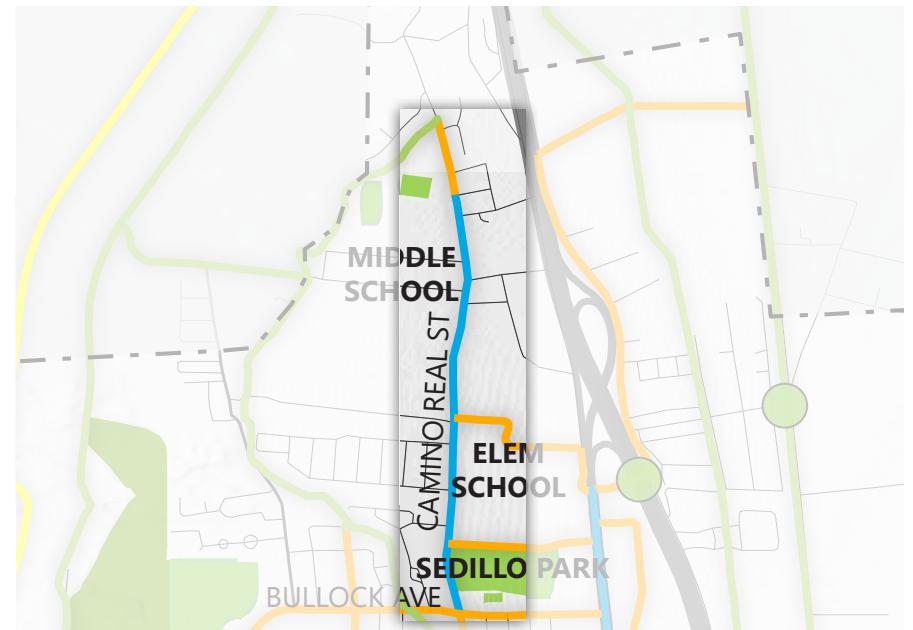 MIDDLE
SCHOOL
CAMINO REAL ST
ELEM
SCHOOL
SEDILLO PARK
BULLOCK AVE